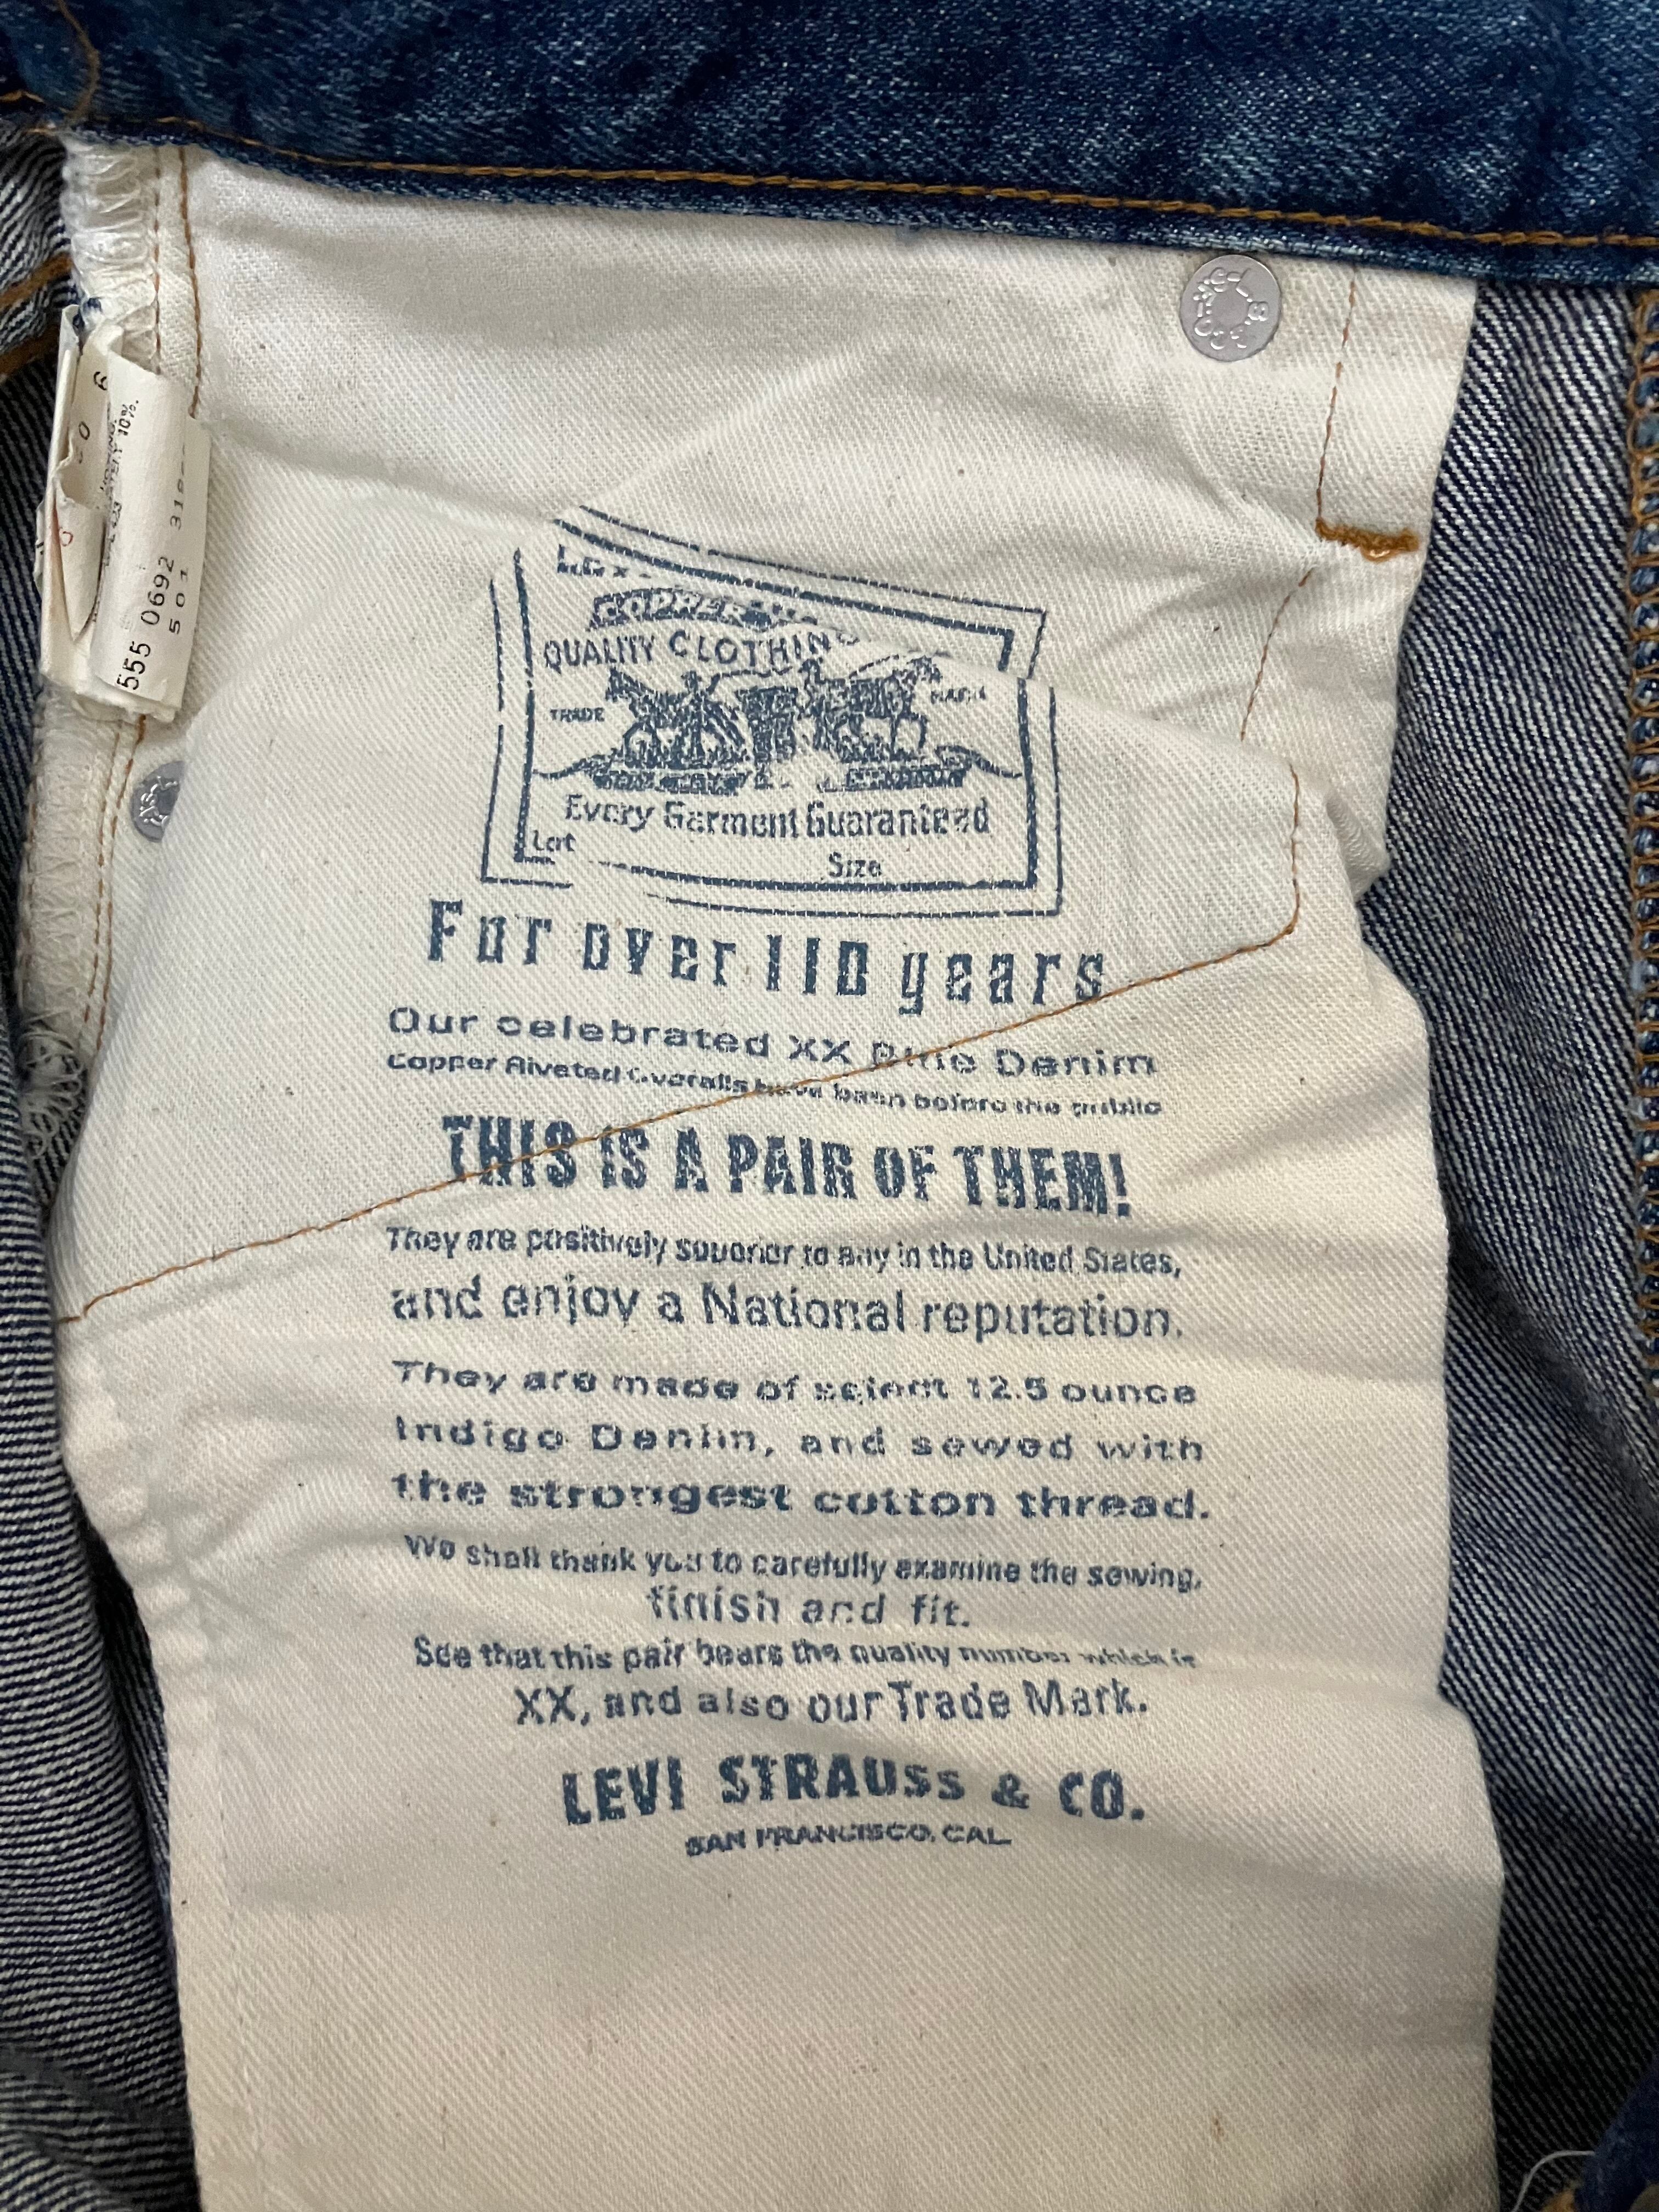 10%.
555 0692
501
COPPER
QUALITY CLOTHING
TRADE MARK
Every Garment Guaranteed
Lot
Size
For over 110 years
Our celebrated XX Blue Denim
Copper Riveted Overalls have been before the public
THIS IS A PAIR OF THEM!
They are positively superior to any in the United States,
and enjoy a National reputation.
They are made of select 12.5 ounce
Indigo Denim, and sewed with
the strongest cotton thread.
We shall thank you to carefully examine the sewing,
finish and fit.
See that this pair bears the quality number which is
XX, and also our Trade Mark.
LEVI STRAUSS & CO.
SAN FRANCISCO, CAL